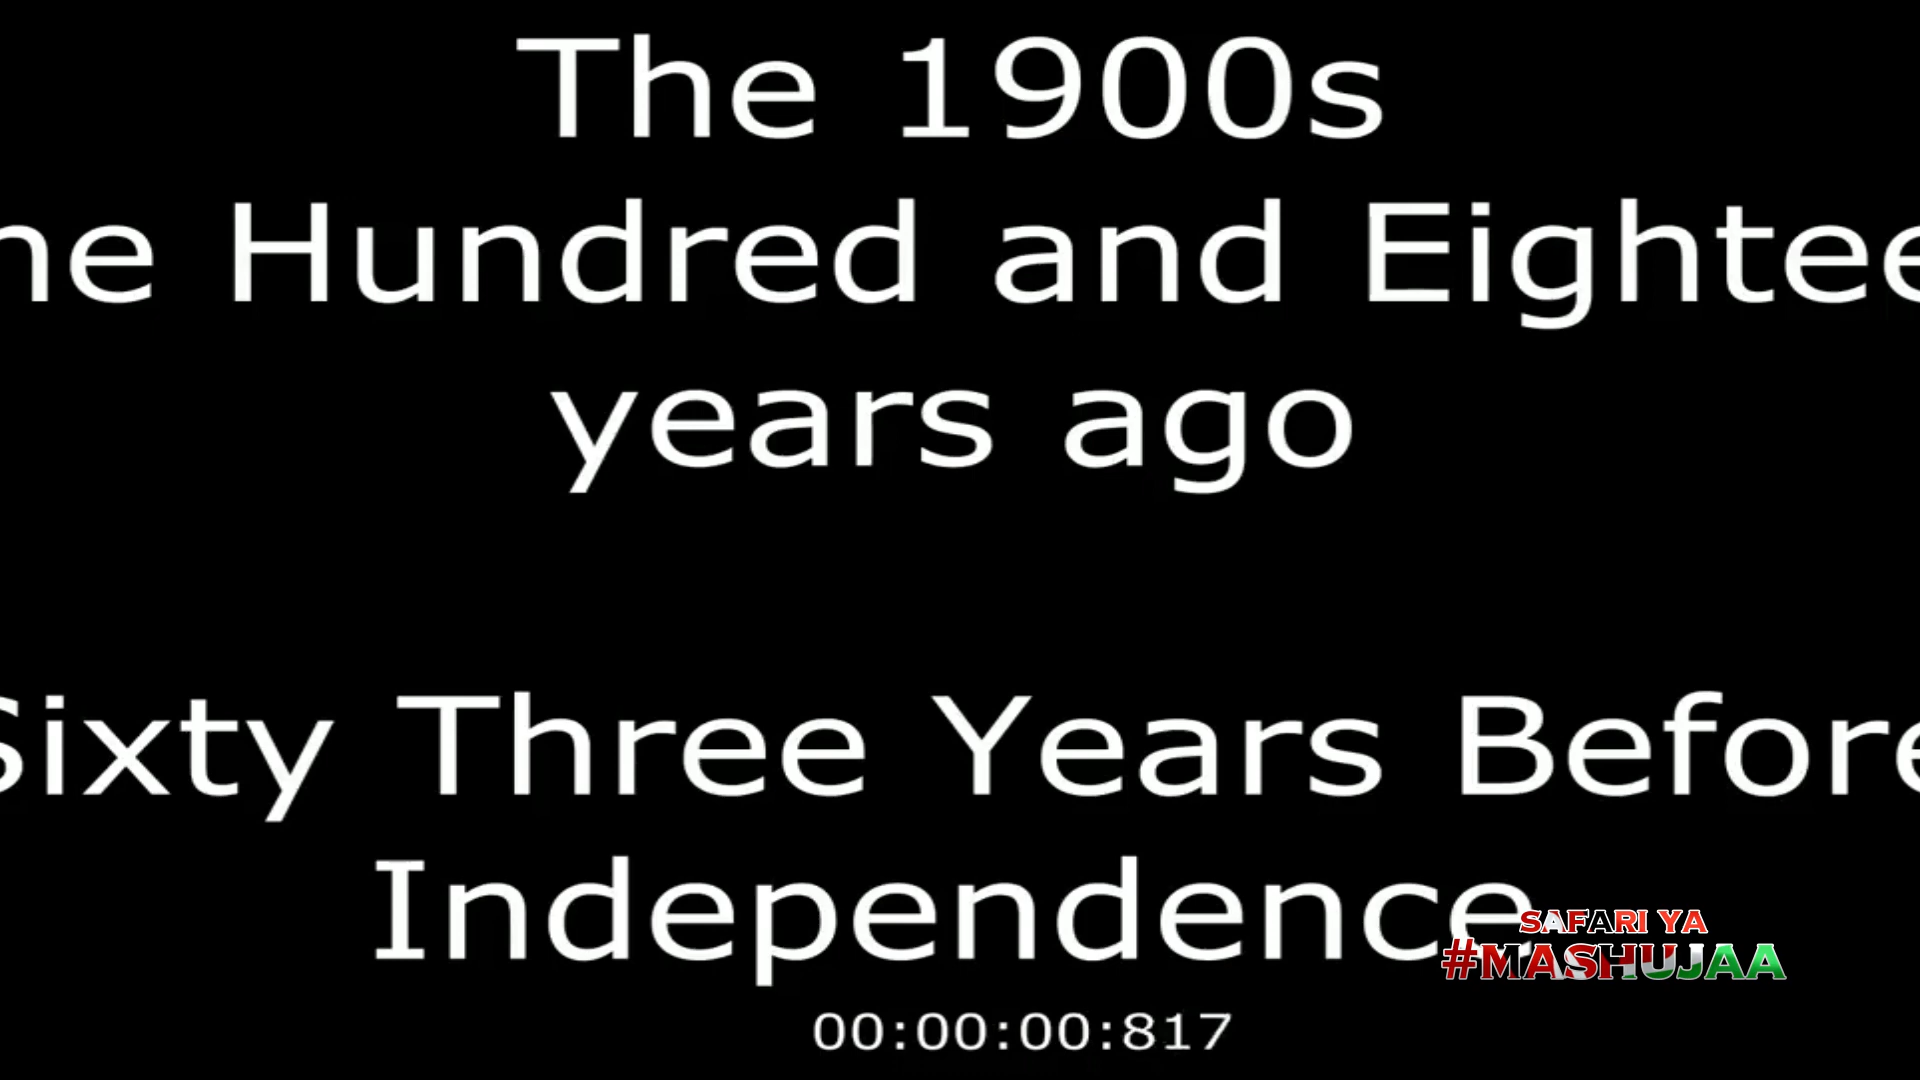 The 1900s
ne Hundred and Eightee
years ago
Sixty Three Years Before
Independence
SAFARI YA
#MASHUJAA
00:00:00:817